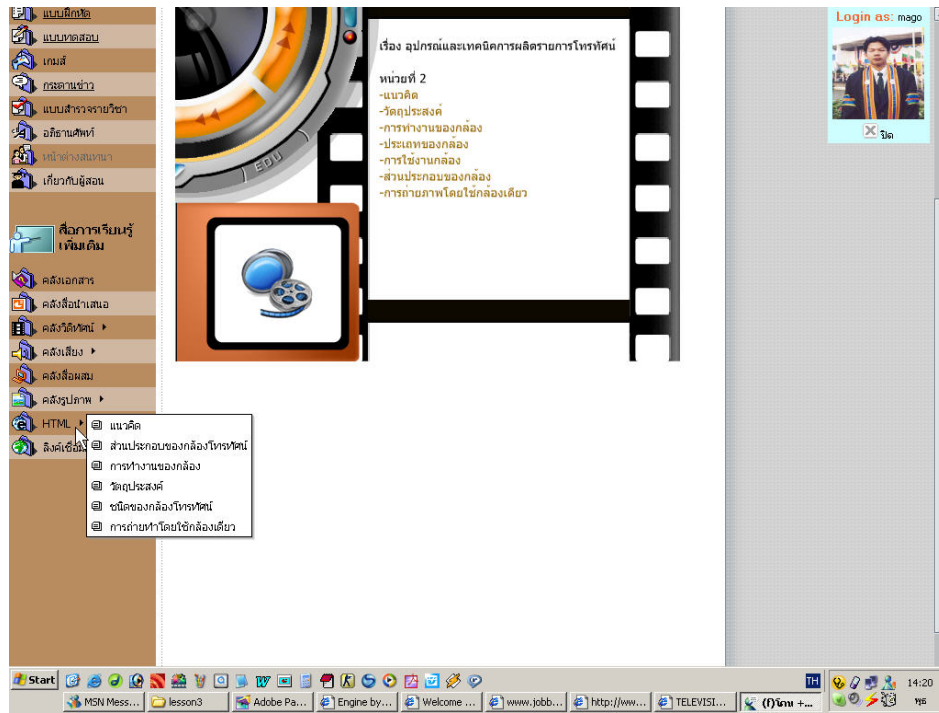 แบบฝึกหัด
แบบทดสอบ
เกมส์
กระดานข่าว
แบบสำรวจรายวิชา
อภิธานศัพท์
หน้าต่างสนทนา
เกี่ยวกับผู้สอน
สื่อการเรียนรู้
เพิ่มเติม
คลังเอกสาร
คลังสื่อนำเสนอ
คลังวิดีทัศน์
คลังเสียง
คลังสื่อผสม
คลังรูปภาพ
HTML
ลิงค์เชื่อม
แนวคิด
ส่วนประกอบของกล้องโทรทัศน์
การทำงานของกล้อง
วัตถุประสงค์
ชนิดของกล้องโทรทัศน์
การถ่ายทำโดยใช้กล้องเดียว
EDU
เรื่อง อุปกรณ์และเทคนิคการผลิตรายการโทรทัศน์
หน่วยที่ 2
-แนวคิด
-วัตถุประสงค์
-การทำงานของกล้อง
-ประเภทของกล้อง
-การใช้งานกล้อง
-ส่วนประกอบของกล้อง
-การถ่ายภาพโดยใช้กล้องเดียว
Login as: mago
ปิด
Start
TH
14:20
MSN Mess...
lesson3
Adobe Pa...
Engine by...
Welcome ...
www.jobb...
http://ww...
TELEVISI...
(f)โทน +...
พุธ